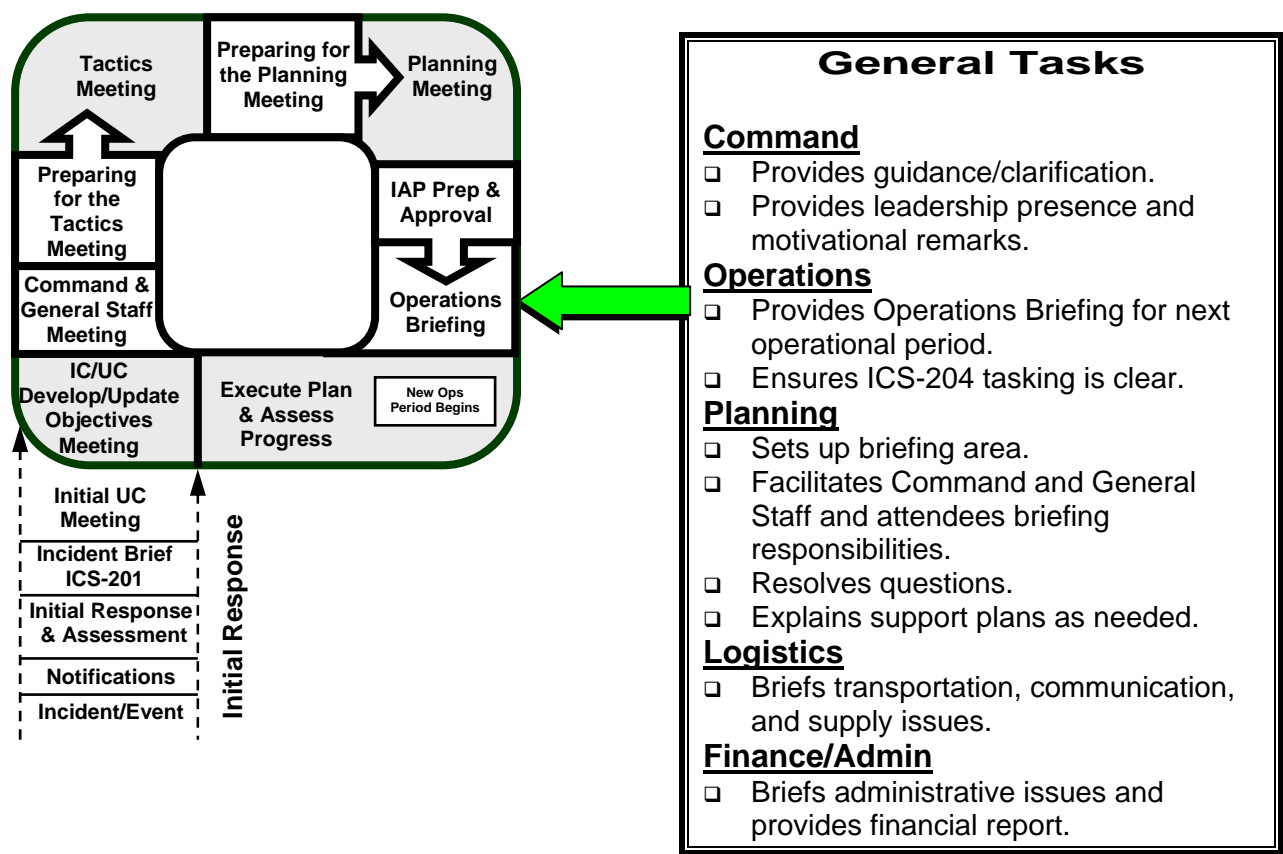 Tactics
Meeting
Preparing for
the Planning
Meeting
Planning
Meeting
Preparing
for the
Tactics
Meeting
IAP Prep &
Approval
Command &
General Staff
Meeting
Operations
Briefing
IC/UC
Develop/Update
Objectives
Meeting
Execute Plan
& Assess
Progress
New Ops
Period Begins
Initial UC
Meeting
Incident Brief
ICS-201
Initial Response
& Assessment
Notifications
Incident/Event
Initial Response
General Tasks
Command
❑ Provides guidance/clarification.
❑ Provides leadership presence and
motivational remarks.
Operations
❑ Provides Operations Briefing for next
operational period.
❑ Ensures ICS-204 tasking is clear.
Planning
❑ Sets up briefing area.
❑ Facilitates Command and General
Staff and attendees briefing
responsibilities.
❑ Resolves questions.
❑ Explains support plans as needed.
Logistics
❑ Briefs transportation, communication,
and supply issues.
Finance/Admin
❑ Briefs administrative issues and
provides financial report.